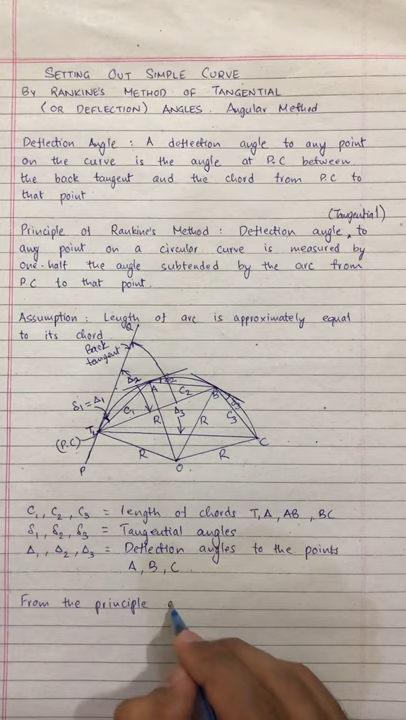 SETTING OUT SIMPLE CURVE
BY RANKINE'S METHOD OF TANGENTIAL
(OR DEFLECTION) ANGLES. Angular Method
Deflection Angle : A deflection angle to any point
on the curve is the angle at P.C between
the back tangent and the chord from P.C to
that point
(Tangential)
Principle of Rankine's Method : Deflection angle, to
any point on a circular curve is measured by
one-half the angle subtended by the arc from
P.C to that point.
Assumption : Length of arc is approximately equal
to its chord
Back
tangent
Δ2
A
δ2
C2
B
δ3
δ1 = Δ1
C1
Δ3
C3
R
R
T1
(P.C)
C
R
R
P
O
C1, C2, C3 = length of chords T1A, AB, BC
δ1, δ2, δ3 = Tangential angles
Δ1, Δ2, Δ3 = Deflection angles to the points
A, B, C.
From the principle